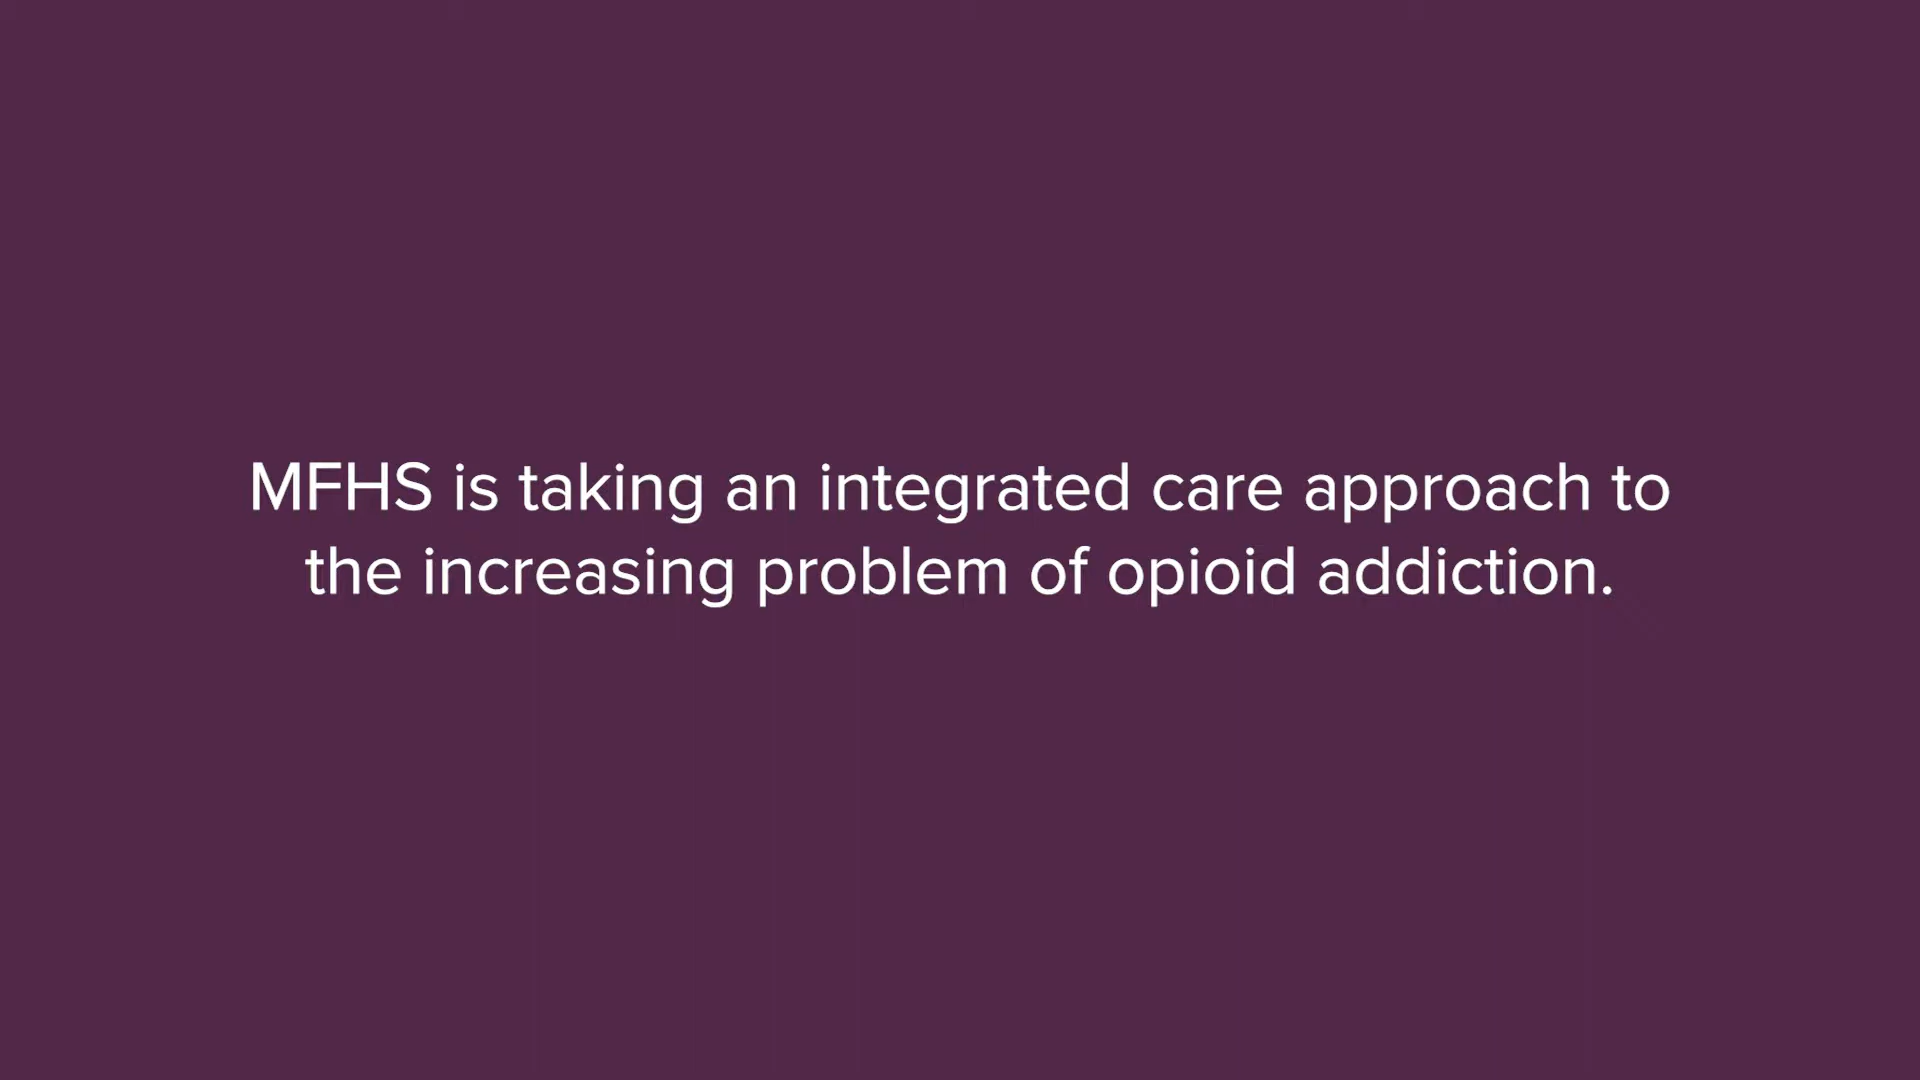 MFHS is taking an integrated care approach to
the increasing problem of opioid addiction.